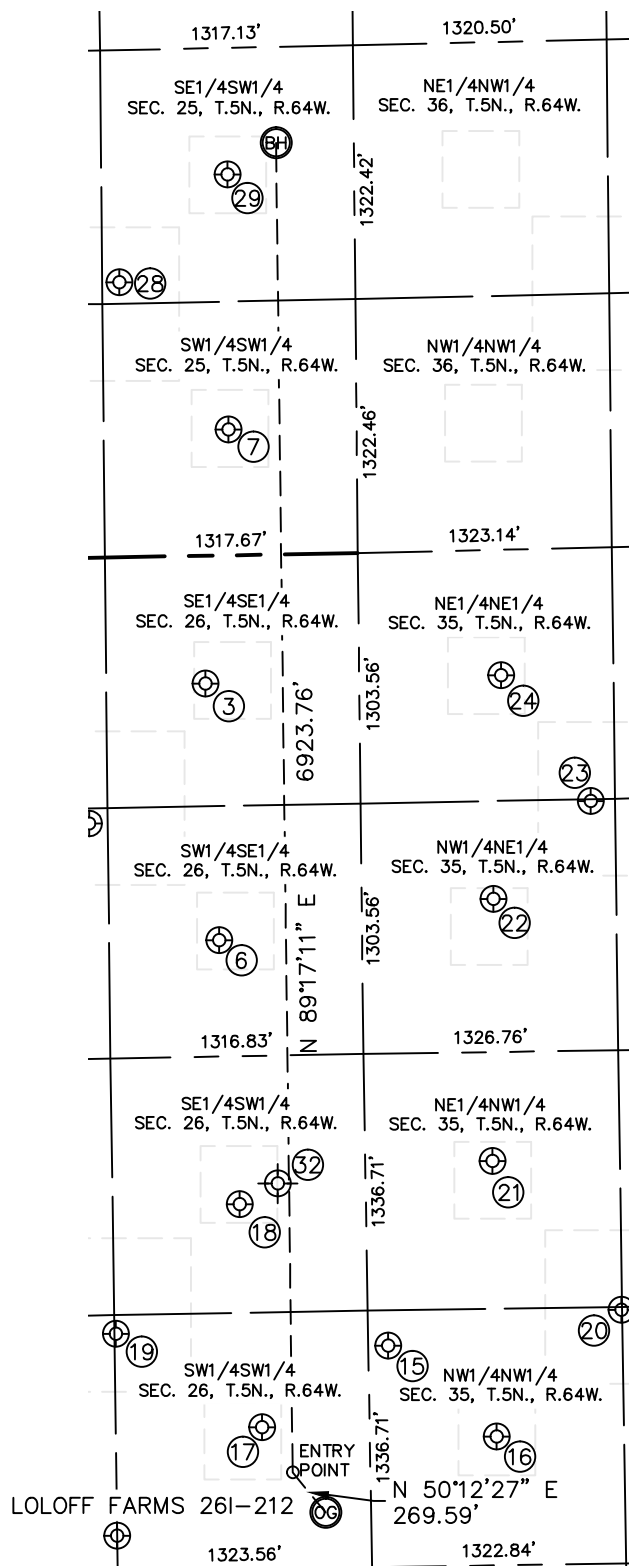 1317.13’
1320.50’
SE1/4SW1/4
SEC. 25, T.5N., R.64W.
NE1/4NW1/4
SEC. 36, T.5N., R.64W.
BH
29
1322.42’
28
SW1/4SW1/4
SEC. 25, T.5N., R.64W.
NW1/4NW1/4
SEC. 36, T.5N., R.64W.
7
1322.46’
1317.67’
1323.14’
SE1/4SE1/4
SEC. 26, T.5N., R.64W.
NE1/4NE1/4
SEC. 35, T.5N., R.64W.
3
6923.76’
1303.56’
24
23
SW1/4SE1/4
SEC. 26, T.5N., R.64W.
NW1/4NE1/4
SEC. 35, T.5N., R.64W.
6
N 89°17’11” E
1303.56’
22
1316.83’
1326.76’
SE1/4SW1/4
SEC. 26, T.5N., R.64W.
NE1/4NW1/4
SEC. 35, T.5N., R.64W.
32
18
1336.71’
21
19
15
20
SW1/4SW1/4
SEC. 26, T.5N., R.64W.
NW1/4NW1/4
SEC. 35, T.5N., R.64W.
17
ENTRY
POINT
1336.71’
16
LOLOFF FARMS 26I–212
OG
N 50°12’27” E
269.59’
1323.56’
1322.84’